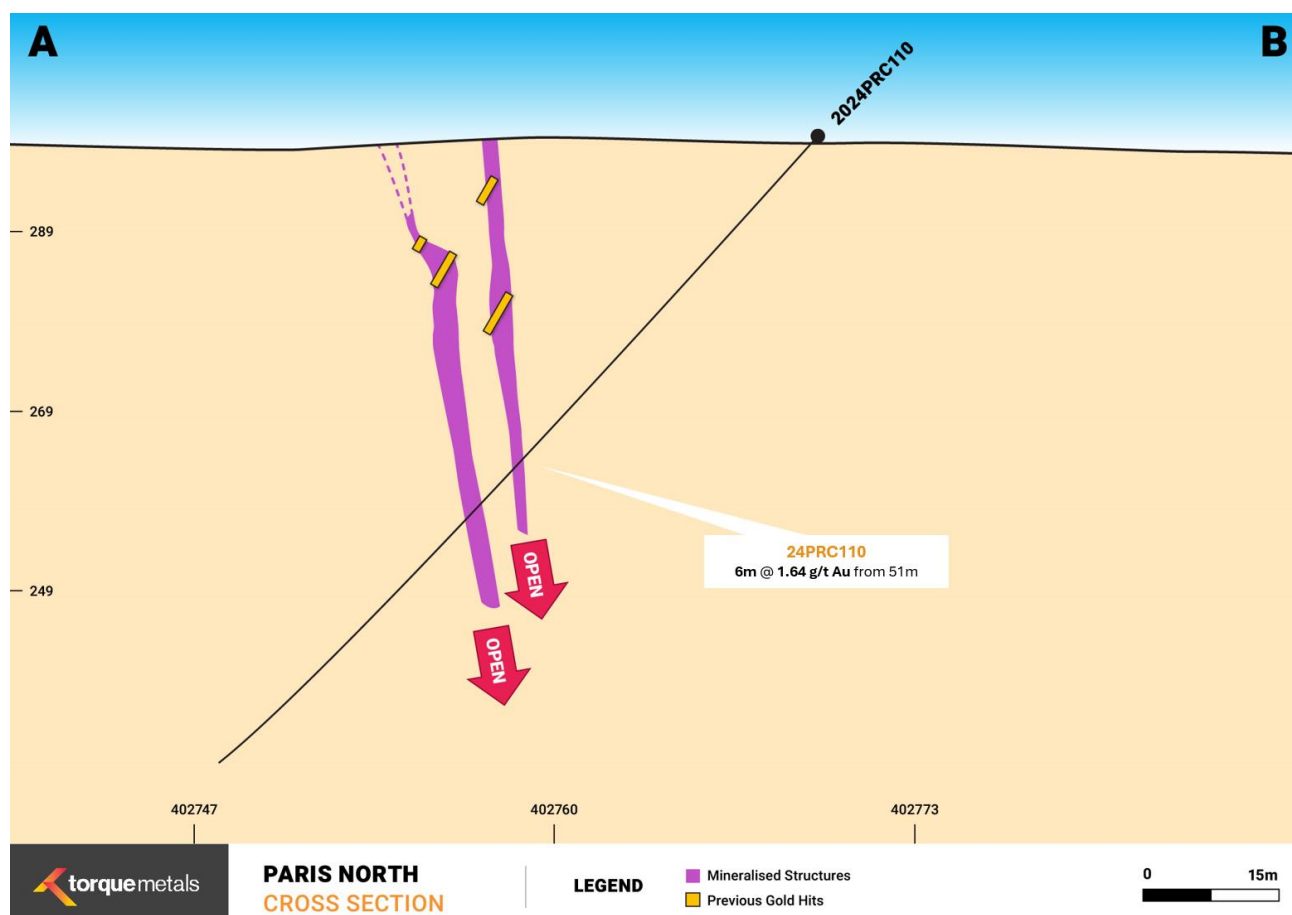 A
B
2024PRC110
289
269
249
OPEN
OPEN
24PRC110
6m @ 1.64 g/t Au from 51m
402747
402760
402773
torquemetals
PARIS NORTH
CROSS SECTION
LEGEND
Mineralised Structures
Previous Gold Hits
0
15m